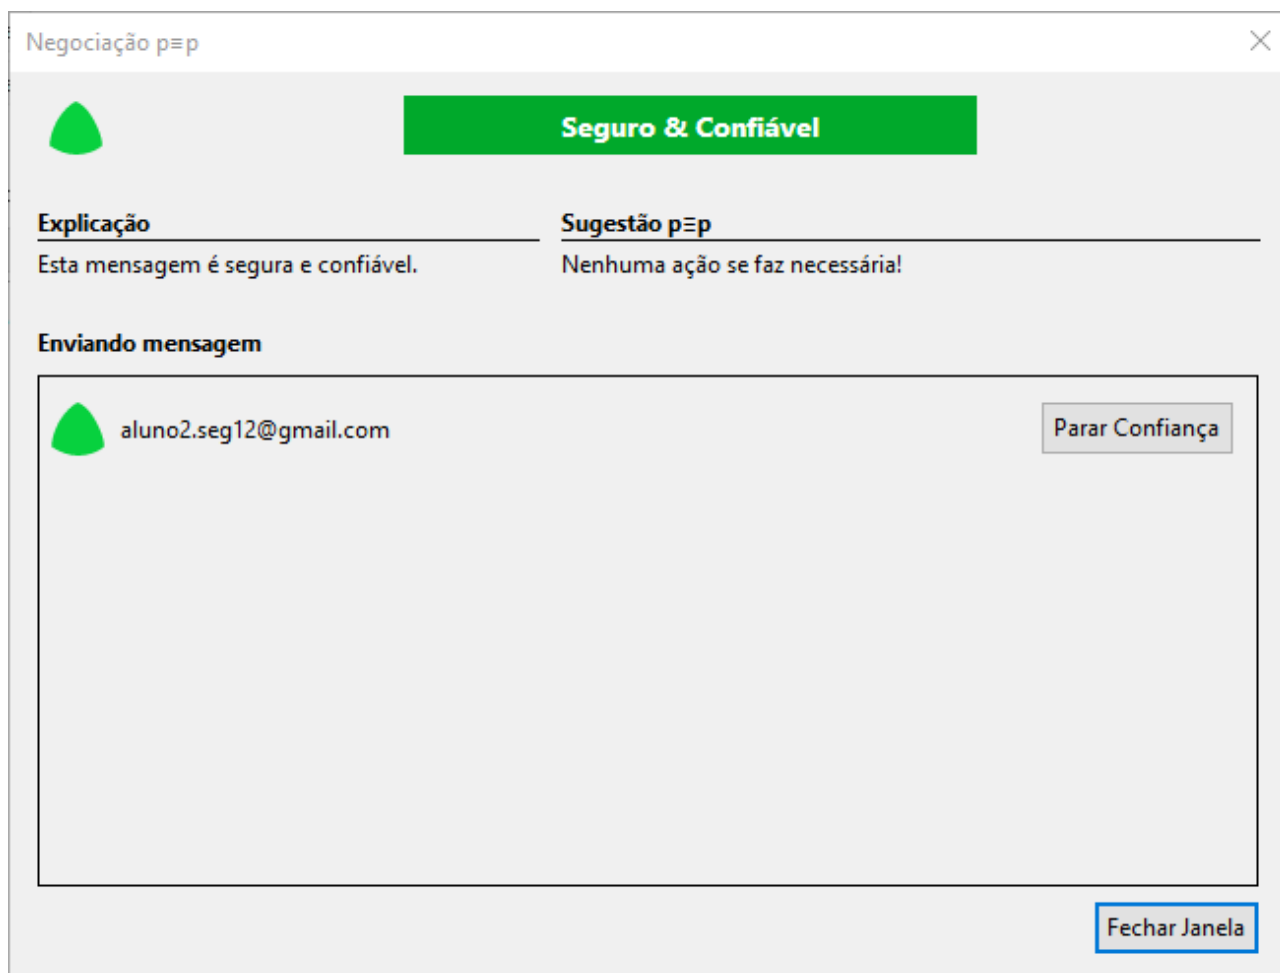 Negociação p≡p
Seguro & Confiável
Explicação
Esta mensagem é segura e confiável.
Sugestão p≡p
Nenhuma ação se faz necessária!
Enviando mensagem
aluno2.seg12@gmail.com
Parar Confiança
Fechar Janela